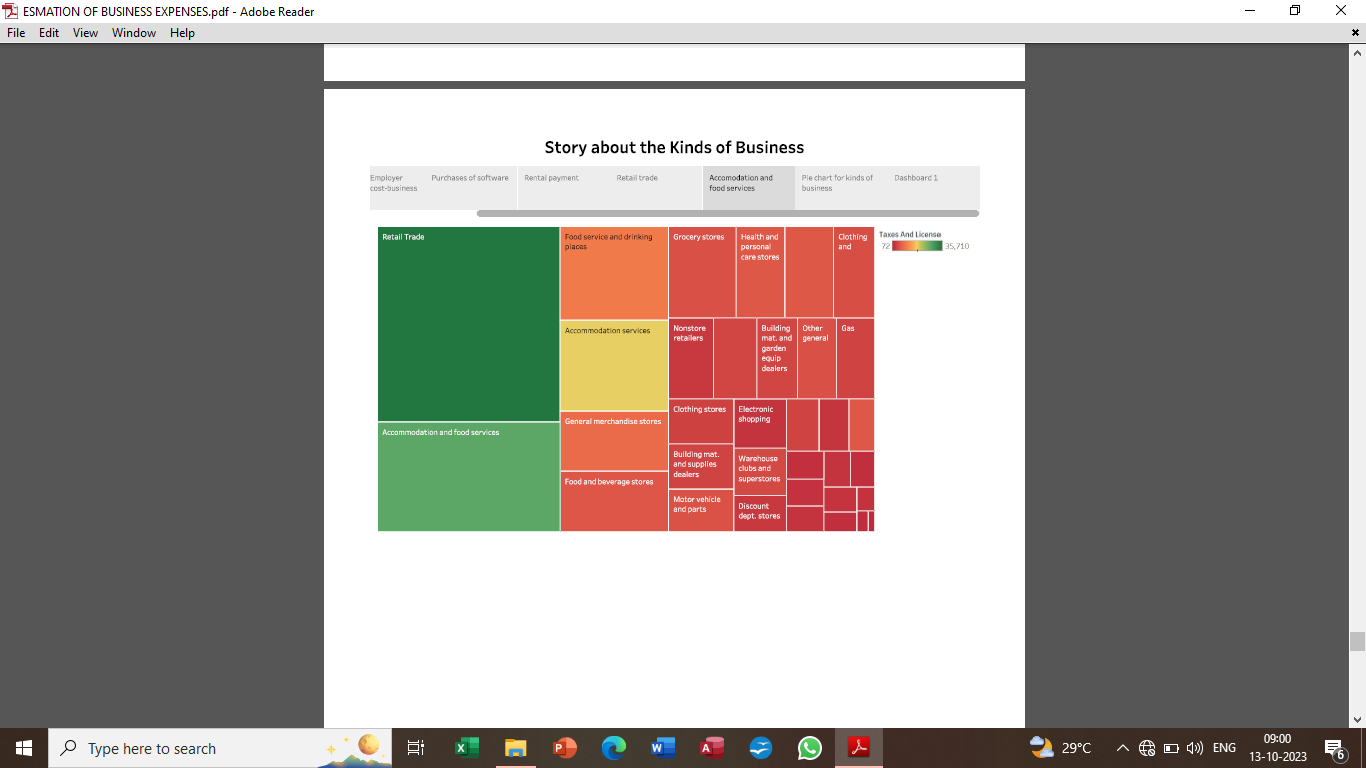 ESMATION OF BUSINESS EXPENSES.pdf - Adobe Reader
File Edit View Window Help
Story about the Kinds of Business
Employer
cost-business
Purchases of software
Rental payment
Retail trade
Accomodation and
food services
Pie chart for kinds of
business
Dashboard 1
Retail Trade
Accommodation and food services
Food service and drinking
places
Accommodation services
General merchandise stores
Food and beverage stores
Grocery stores
Health and
personal
care stores
Clothing
and
Nonstore
retailers
Building
mat. and
garden
equip
dealers
Other
general
Gas
Clothing stores
Building mat.
and supplies
dealers
Motor vehicle
and parts
Electronic
shopping
Warehouse
clubs and
superstores
Discount
dept. stores
Taxes And License
72 35,710
Type here to search
29°C
ENG
09:00
13-10-2023
6